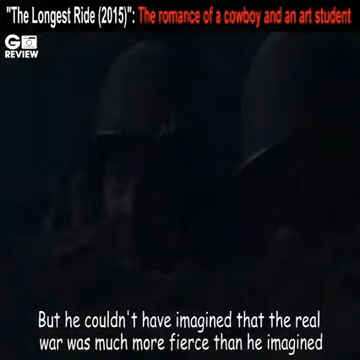 "The Longest Ride (2015)": The romance of a cowboy and an art student
G
REVIEW
But he couldn't have imagined that the real
war was much more fierce than he imagined